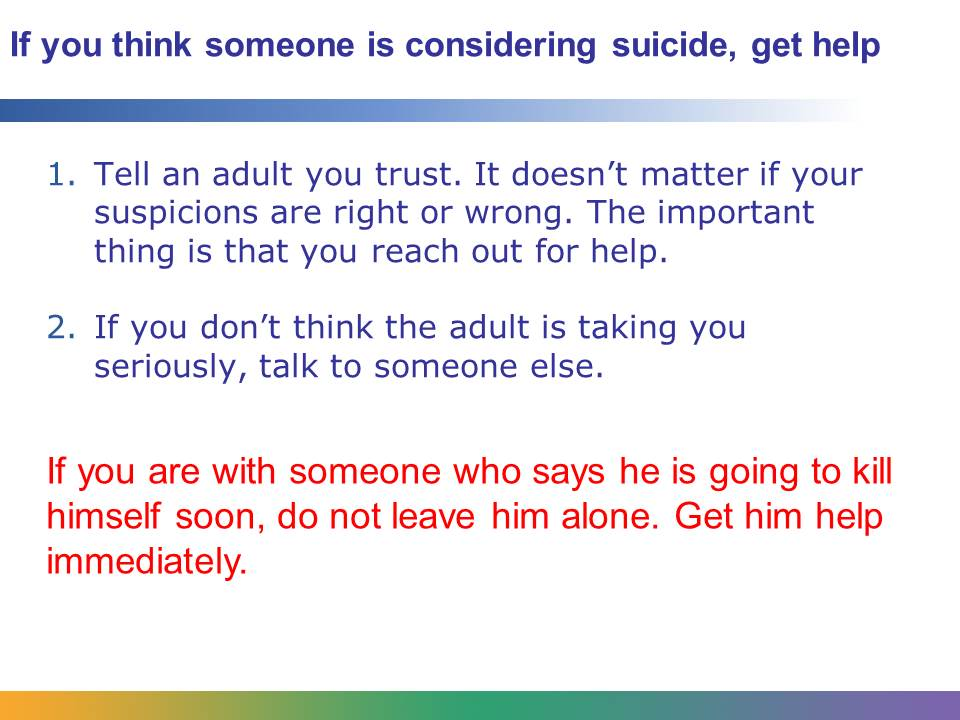 If you think someone is considering suicide, get help
1. Tell an adult you trust. It doesn’t matter if your
suspicions are right or wrong. The important
thing is that you reach out for help.
2. If you don’t think the adult is taking you
seriously, talk to someone else.
If you are with someone who says he is going to kill
himself soon, do not leave him alone. Get him help
immediately.